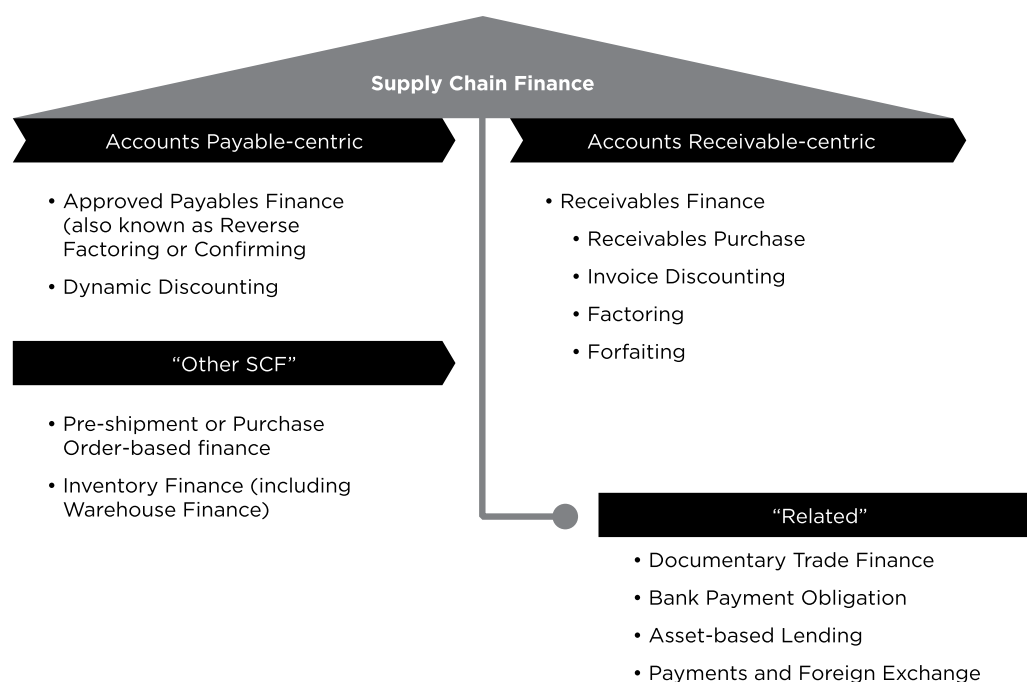 Supply Chain Finance
Accounts Payable-centric
• Approved Payables Finance
(also known as Reverse
Factoring or Confirming
• Dynamic Discounting
“Other SCF”
• Pre-shipment or Purchase
Order-based finance
• Inventory Finance (including
Warehouse Finance)
Accounts Receivable-centric
• Receivables Finance
• Receivables Purchase
• Invoice Discounting
• Factoring
• Forfaiting
“Related”
• Documentary Trade Finance
• Bank Payment Obligation
• Asset-based Lending
• Payments and Foreign Exchange